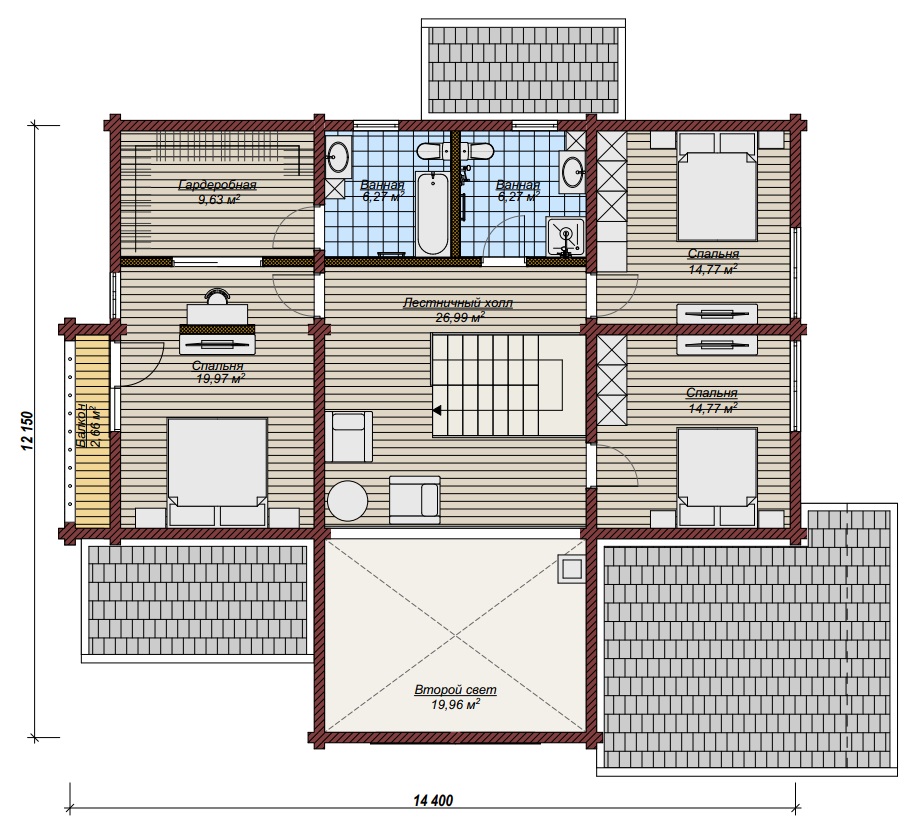 Гардеробная
9,63 м²
Ванная
6,27 м²
Ванная
6,27 м²
Спальня
14,77 м²
Лестничный холл
26,99 м²
Спальня
19,97 м²
Спальня
14,77 м²
Балкон
2,66 м²
12 150
Второй свет
19,96 м²
14 400